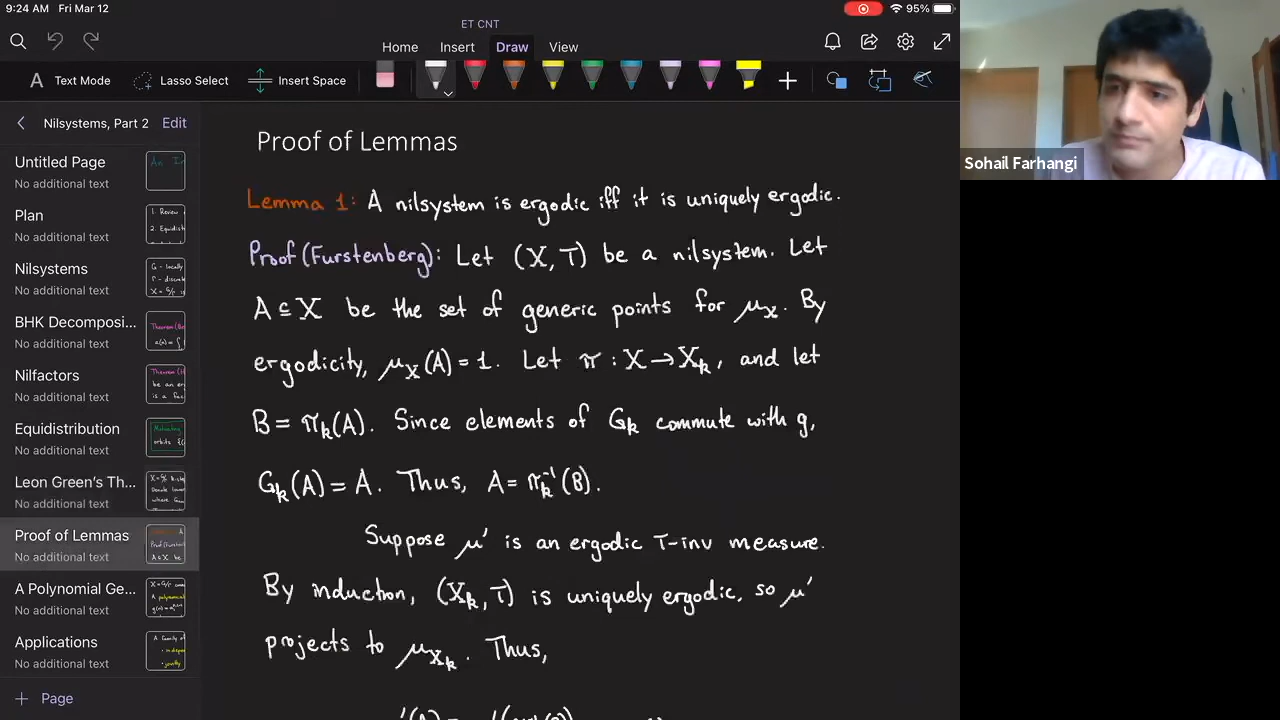 9:24 AM Fri Mar 12
95%
ET CNT
Home Insert Draw View
Text Mode Lasso Select Insert Space
Nilsystems, Part 2 Edit
Untitled Page
No additional text
Plan
No additional text
Nilsystems
No additional text
BHK Decomposi...
No additional text
Nilfactors
No additional text
Equidistribution
No additional text
Leon Green's Th...
No additional text
Proof of Lemmas
No additional text
A Polynomial Ge...
No additional text
Applications
No additional text
+ Page
Proof of Lemmas
Lemma 1: A nilsystem is ergodic iff it is uniquely ergodic.
Proof (Furstenberg): Let (X,T) be a nilsystem. Let
A ⊆ X be the set of generic points for μ_X. By
ergodicity, μ_X(A) = 1. Let π : X → X_k, and let
B = π_k(A). Since elements of G_k commute with g,
G_k(A) = A. Thus, A = π_k^{-1}(B).
Suppose μ' is an ergodic T-inv measure.
By induction, (X_k, T) is uniquely ergodic, so μ'
projects to μ_{X_k}. Thus,
Sohail Farhangi